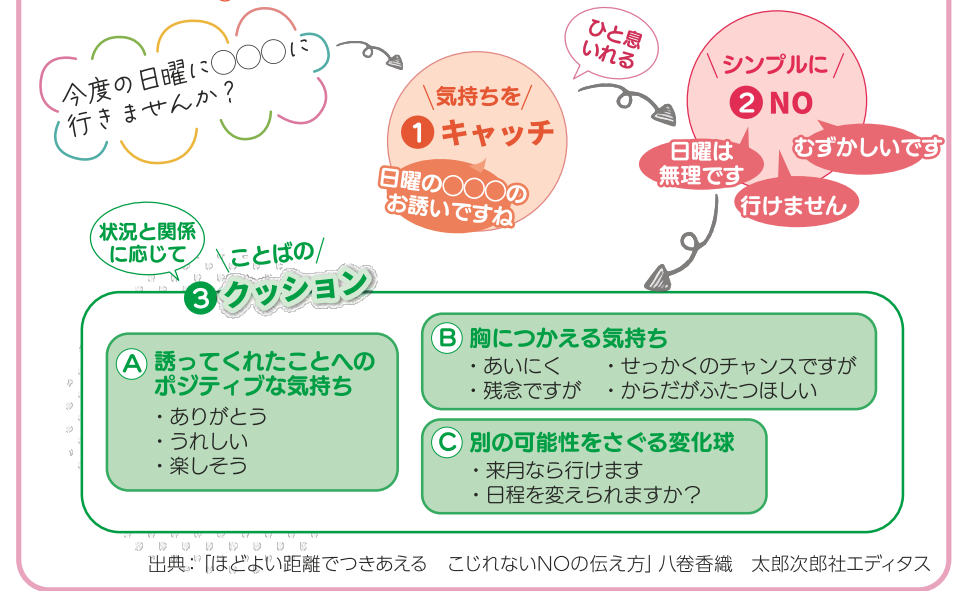 今度の日曜に○○○に
行きませんか？
＼気持ちを／
❶キャッチ
日曜の○○○の
お誘いですね
ひと息
いれる
＼シンプルに／
❷NO
日曜は
無理です
むずかしいです
行けません
状況と関係
に応じて
＼ことばの／
❸クッション
Ⓐ 誘ってくれたことへの
ポジティブな気持ち
・ありがとう
・うれしい
・楽しそう
Ⓑ 胸につかえる気持ち
・あいにく ・せっかくのチャンスですが
・残念ですが ・からだがふたつほしい
Ⓒ 別の可能性をさぐる変化球
・来月なら行けます
・日程を変えられますか？
出典：「ほどよい距離でつきあえる　こじれないNOの伝え方」八巻香織　太郎次郎社エディタス